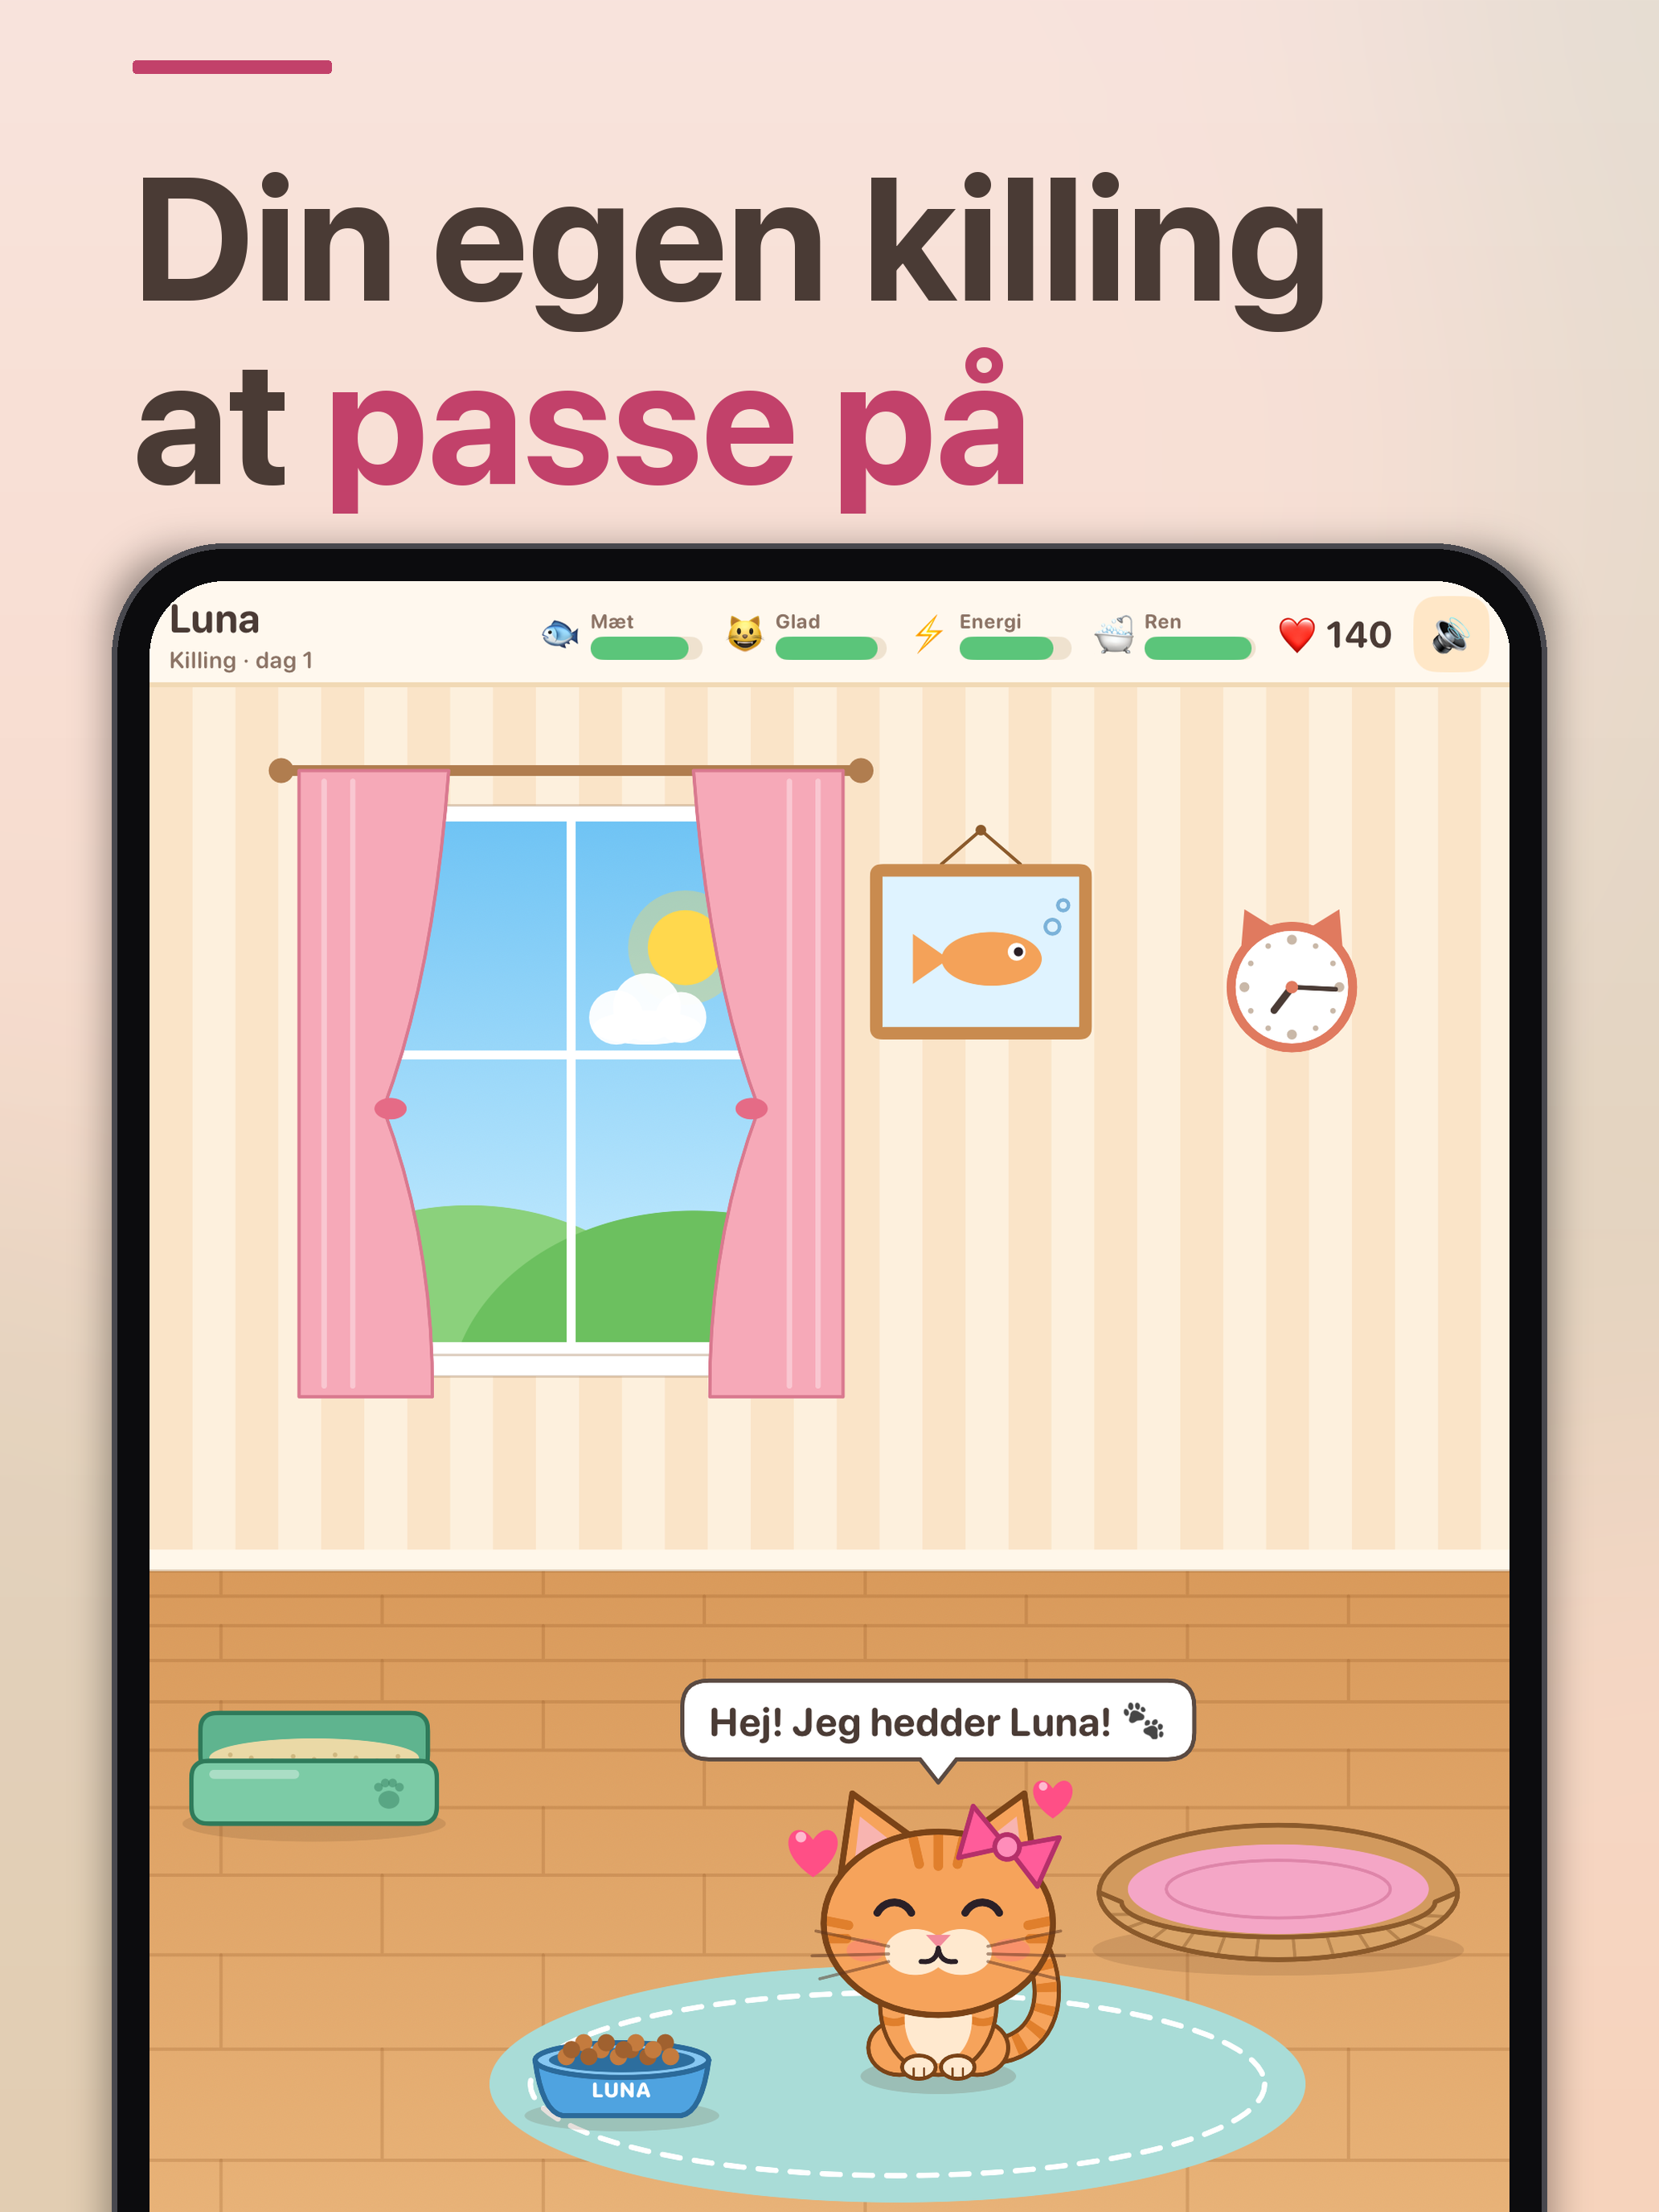 Din egen killing
at passe på
Luna
Killing · dag 1
Mæt
Glad
Energi
Ren
140
Hej! Jeg hedder Luna!
LUNA